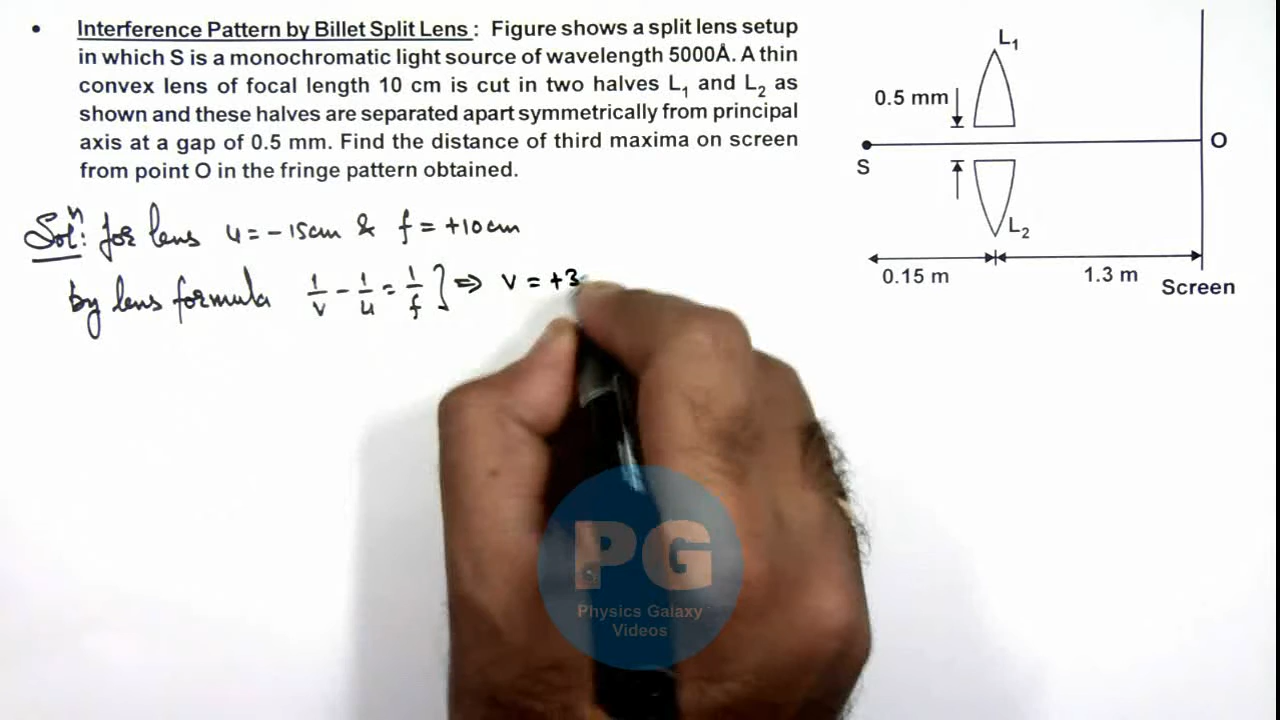 • Interference Pattern by Billet Split Lens : Figure shows a split lens setup
in which S is a monochromatic light source of wavelength 5000Å. A thin
convex lens of focal length 10 cm is cut in two halves L₁ and L₂ as
shown and these halves are separated apart symmetrically from principal
axis at a gap of 0.5 mm. Find the distance of third maxima on screen
from point O in the fringe pattern obtained.
Solⁿ: for lens u = -15cm & f = +10cm
by lens formula 1/v - 1/u = 1/f ] ⇒ v = +3
L₁
0.5 mm
S
O
L₂
0.15 m
1.3 m
Screen
PG
Physics Galaxy
Videos